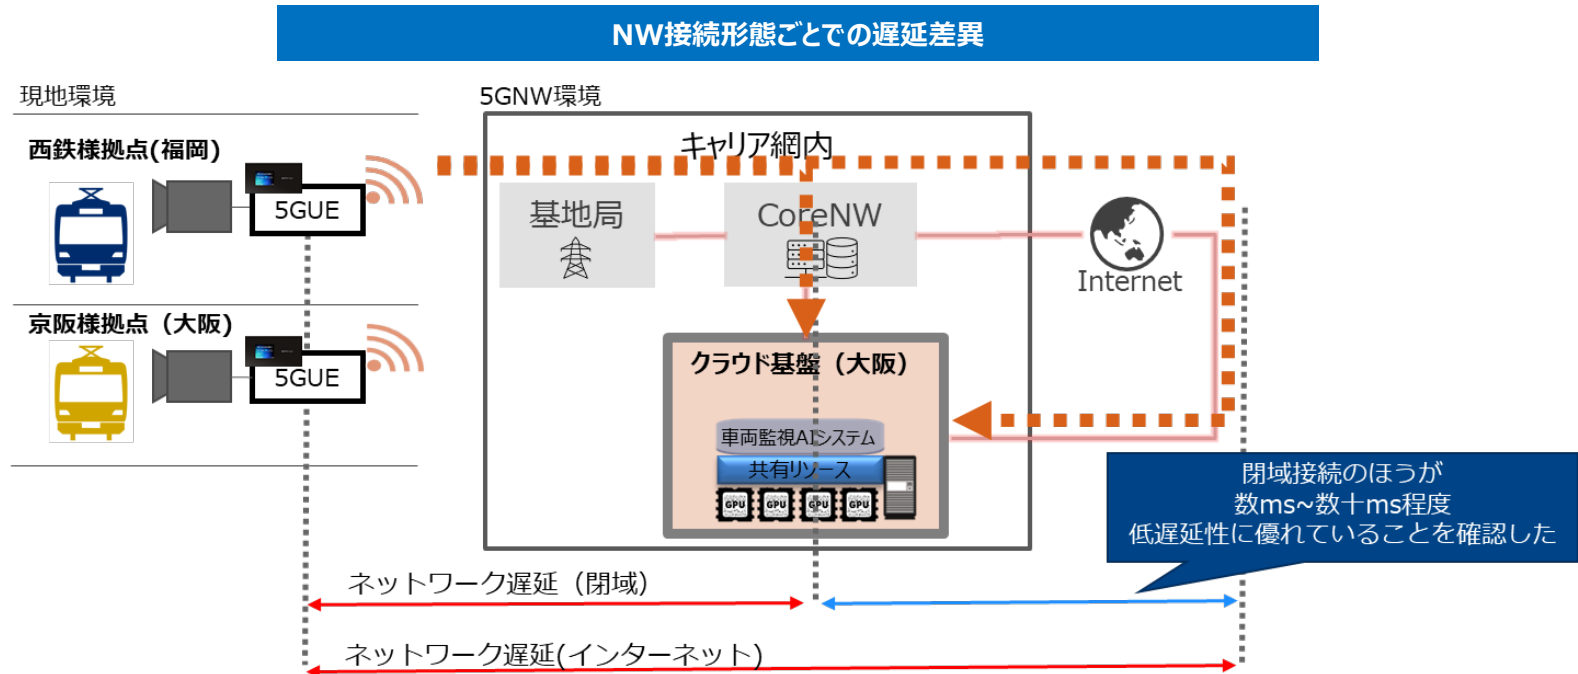 NW接続形態ごとでの遅延差異
現地環境
5GNW環境
西鉄様拠点(福岡)
5GUE
京阪様拠点（大阪)
5GUE
キャリア網内
基地局
CoreNW
Internet
クラウド基盤（大阪）
車両監視AIシステム
共有リソース
GPU GPU GPU GPU
閉域接続のほうが
数ms~数十ms程度
低遅延性に優れていることを確認した
ネットワーク遅延（閉域）
ネットワーク遅延(インターネット)